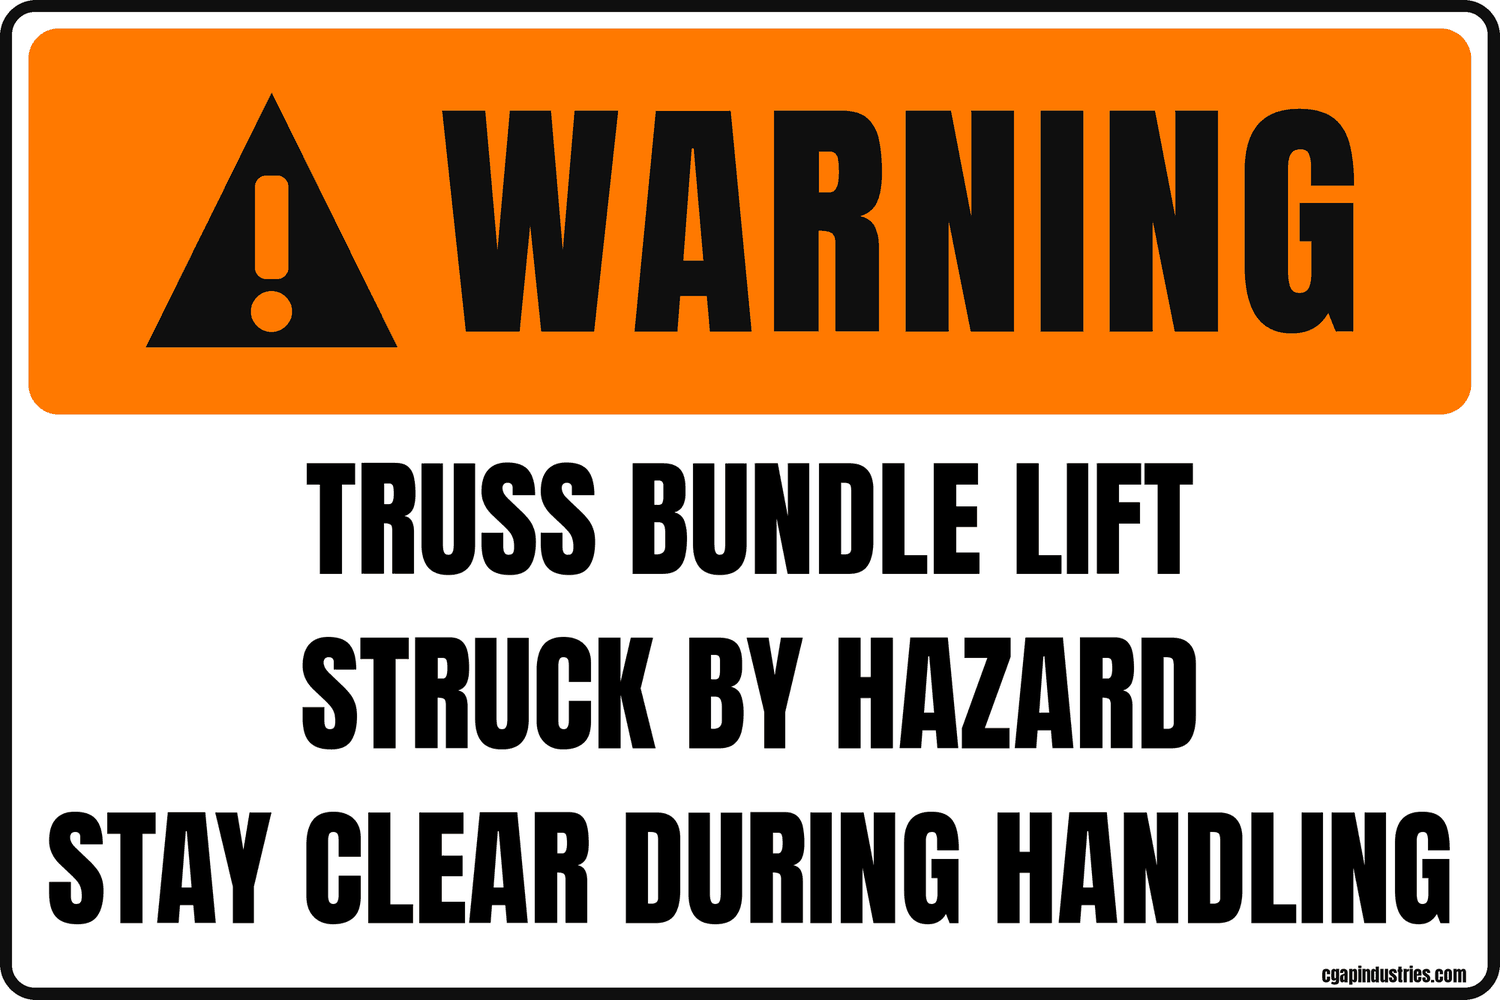 WARNING
TRUSS BUNDLE LIFT
STRUCK BY HAZARD
STAY CLEAR DURING HANDLING
cgapindustries.com